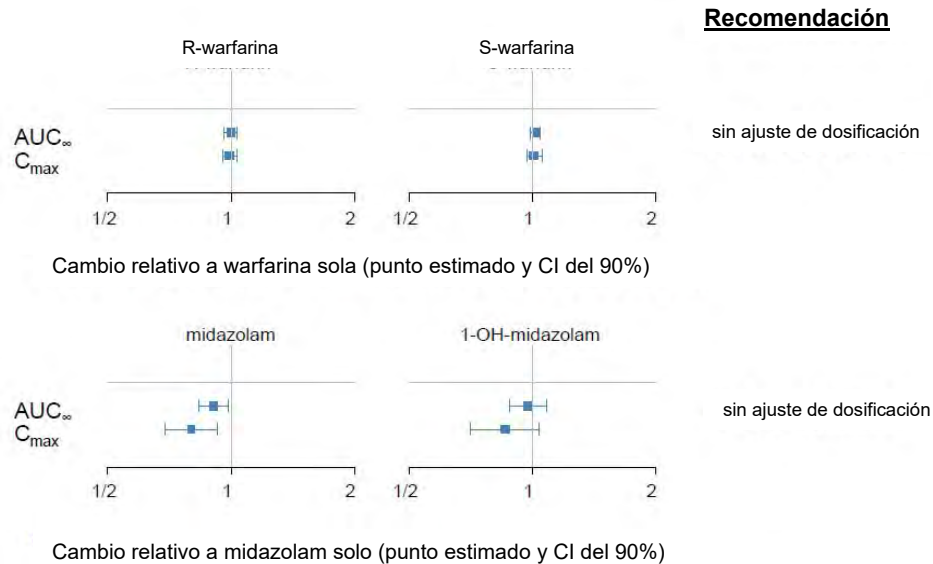 Recomendación
R-warfarina
S-warfarina
AUC∞
Cmax
sin ajuste de dosificación
1/2 1 2
1/2 1 2
Cambio relativo a warfarina sola (punto estimado y CI del 90%)
midazolam
1-OH-midazolam
AUC∞
Cmax
sin ajuste de dosificación
1/2 1 2
1/2 1 2
Cambio relativo a midazolam solo (punto estimado y CI del 90%)